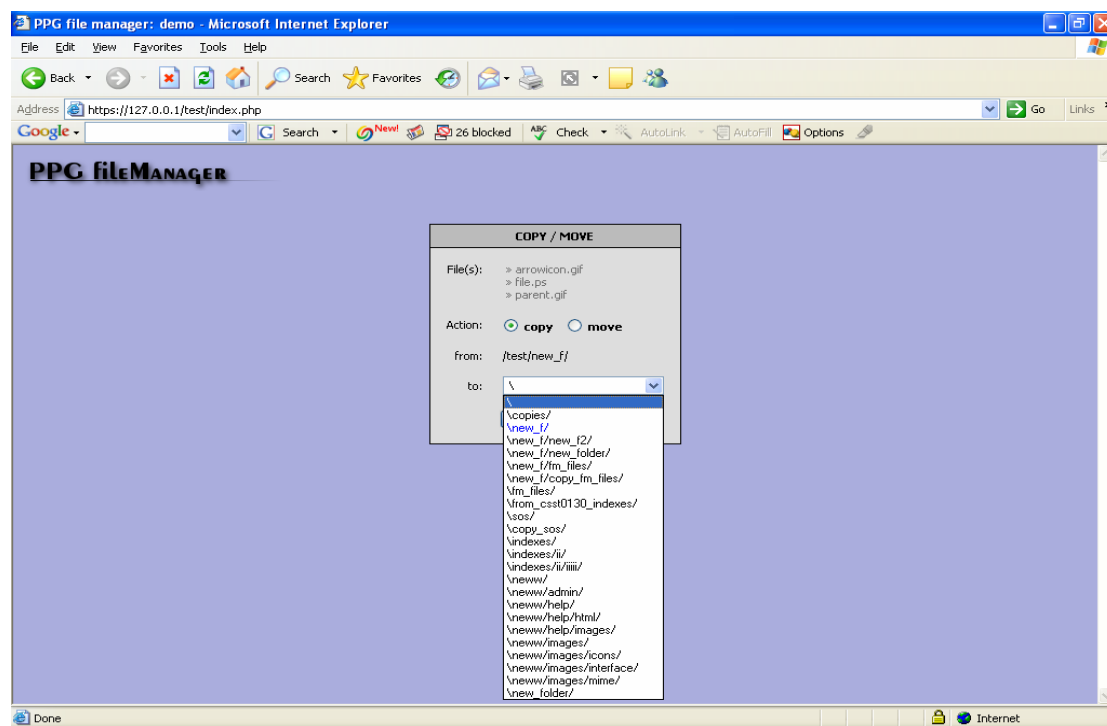 PPG file manager: demo - Microsoft Internet Explorer
File Edit View Favorites Tools Help
Back Search Favorites
Address https://127.0.0.1/test/index.php Go Links
Google Search New! 26 blocked ABC Check AutoLink AutoFill Options
PPG fileManager
COPY / MOVE
File(s): » arrowicon.gif
» file.ps
» parent.gif
Action: copy move
from: /test/new_f/
to: \
\
\copies/
\new_f/
\new_f/new_f2/
\new_f/new_folder/
\new_f/fm_files/
\new_f/copy_fm_files/
\fm_files/
\from_csst0130_indexes/
\sos/
\copy_sos/
\indexes/
\indexes/ii/
\indexes/ii/iiiii/
\neww/
\neww/admin/
\neww/help/
\neww/help/html/
\neww/help/images/
\neww/images/
\neww/images/icons/
\neww/images/interface/
\neww/images/mime/
\new_folder/
Done Internet